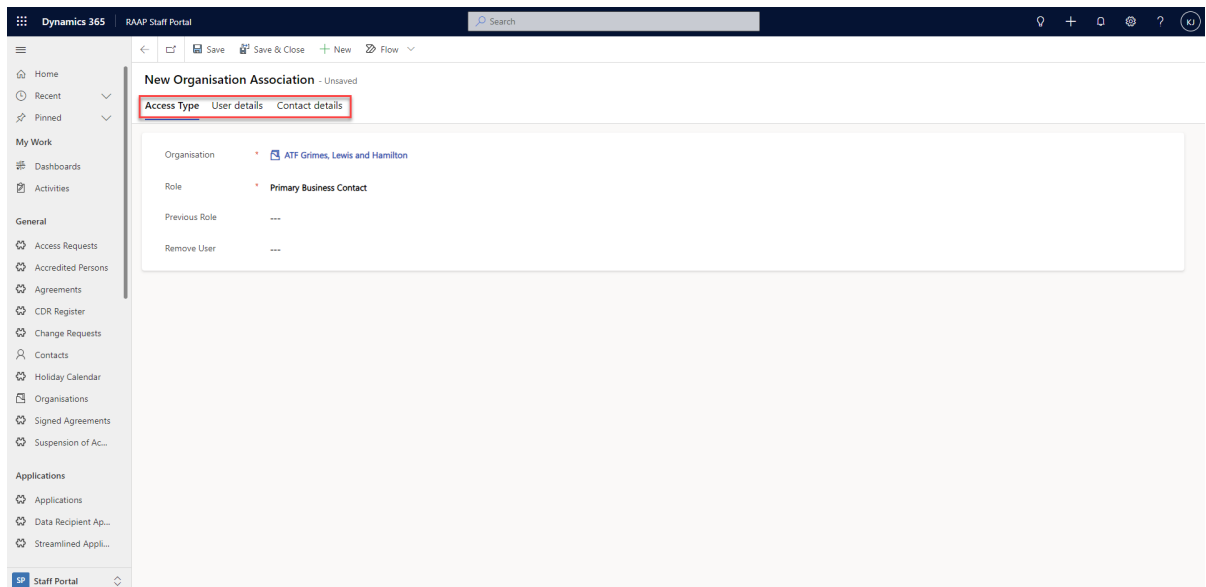 Dynamics 365 RAAP Staff Portal Search ? KJ
Save Save & Close New Flow
Home
Recent
Pinned
My Work
Dashboards
Activities
General
Access Requests
Accredited Persons
Agreements
CDR Register
Change Requests
Contacts
Holiday Calendar
Organisations
Signed Agreements
Suspension of Ac...
Applications
Applications
Data Recipient Ap...
Streamlined Appli...
SP Staff Portal
New Organisation Association - Unsaved
Access Type User details Contact details
Organisation * ATF Grimes, Lewis and Hamilton
Role * Primary Business Contact
Previous Role ---
Remove User ---